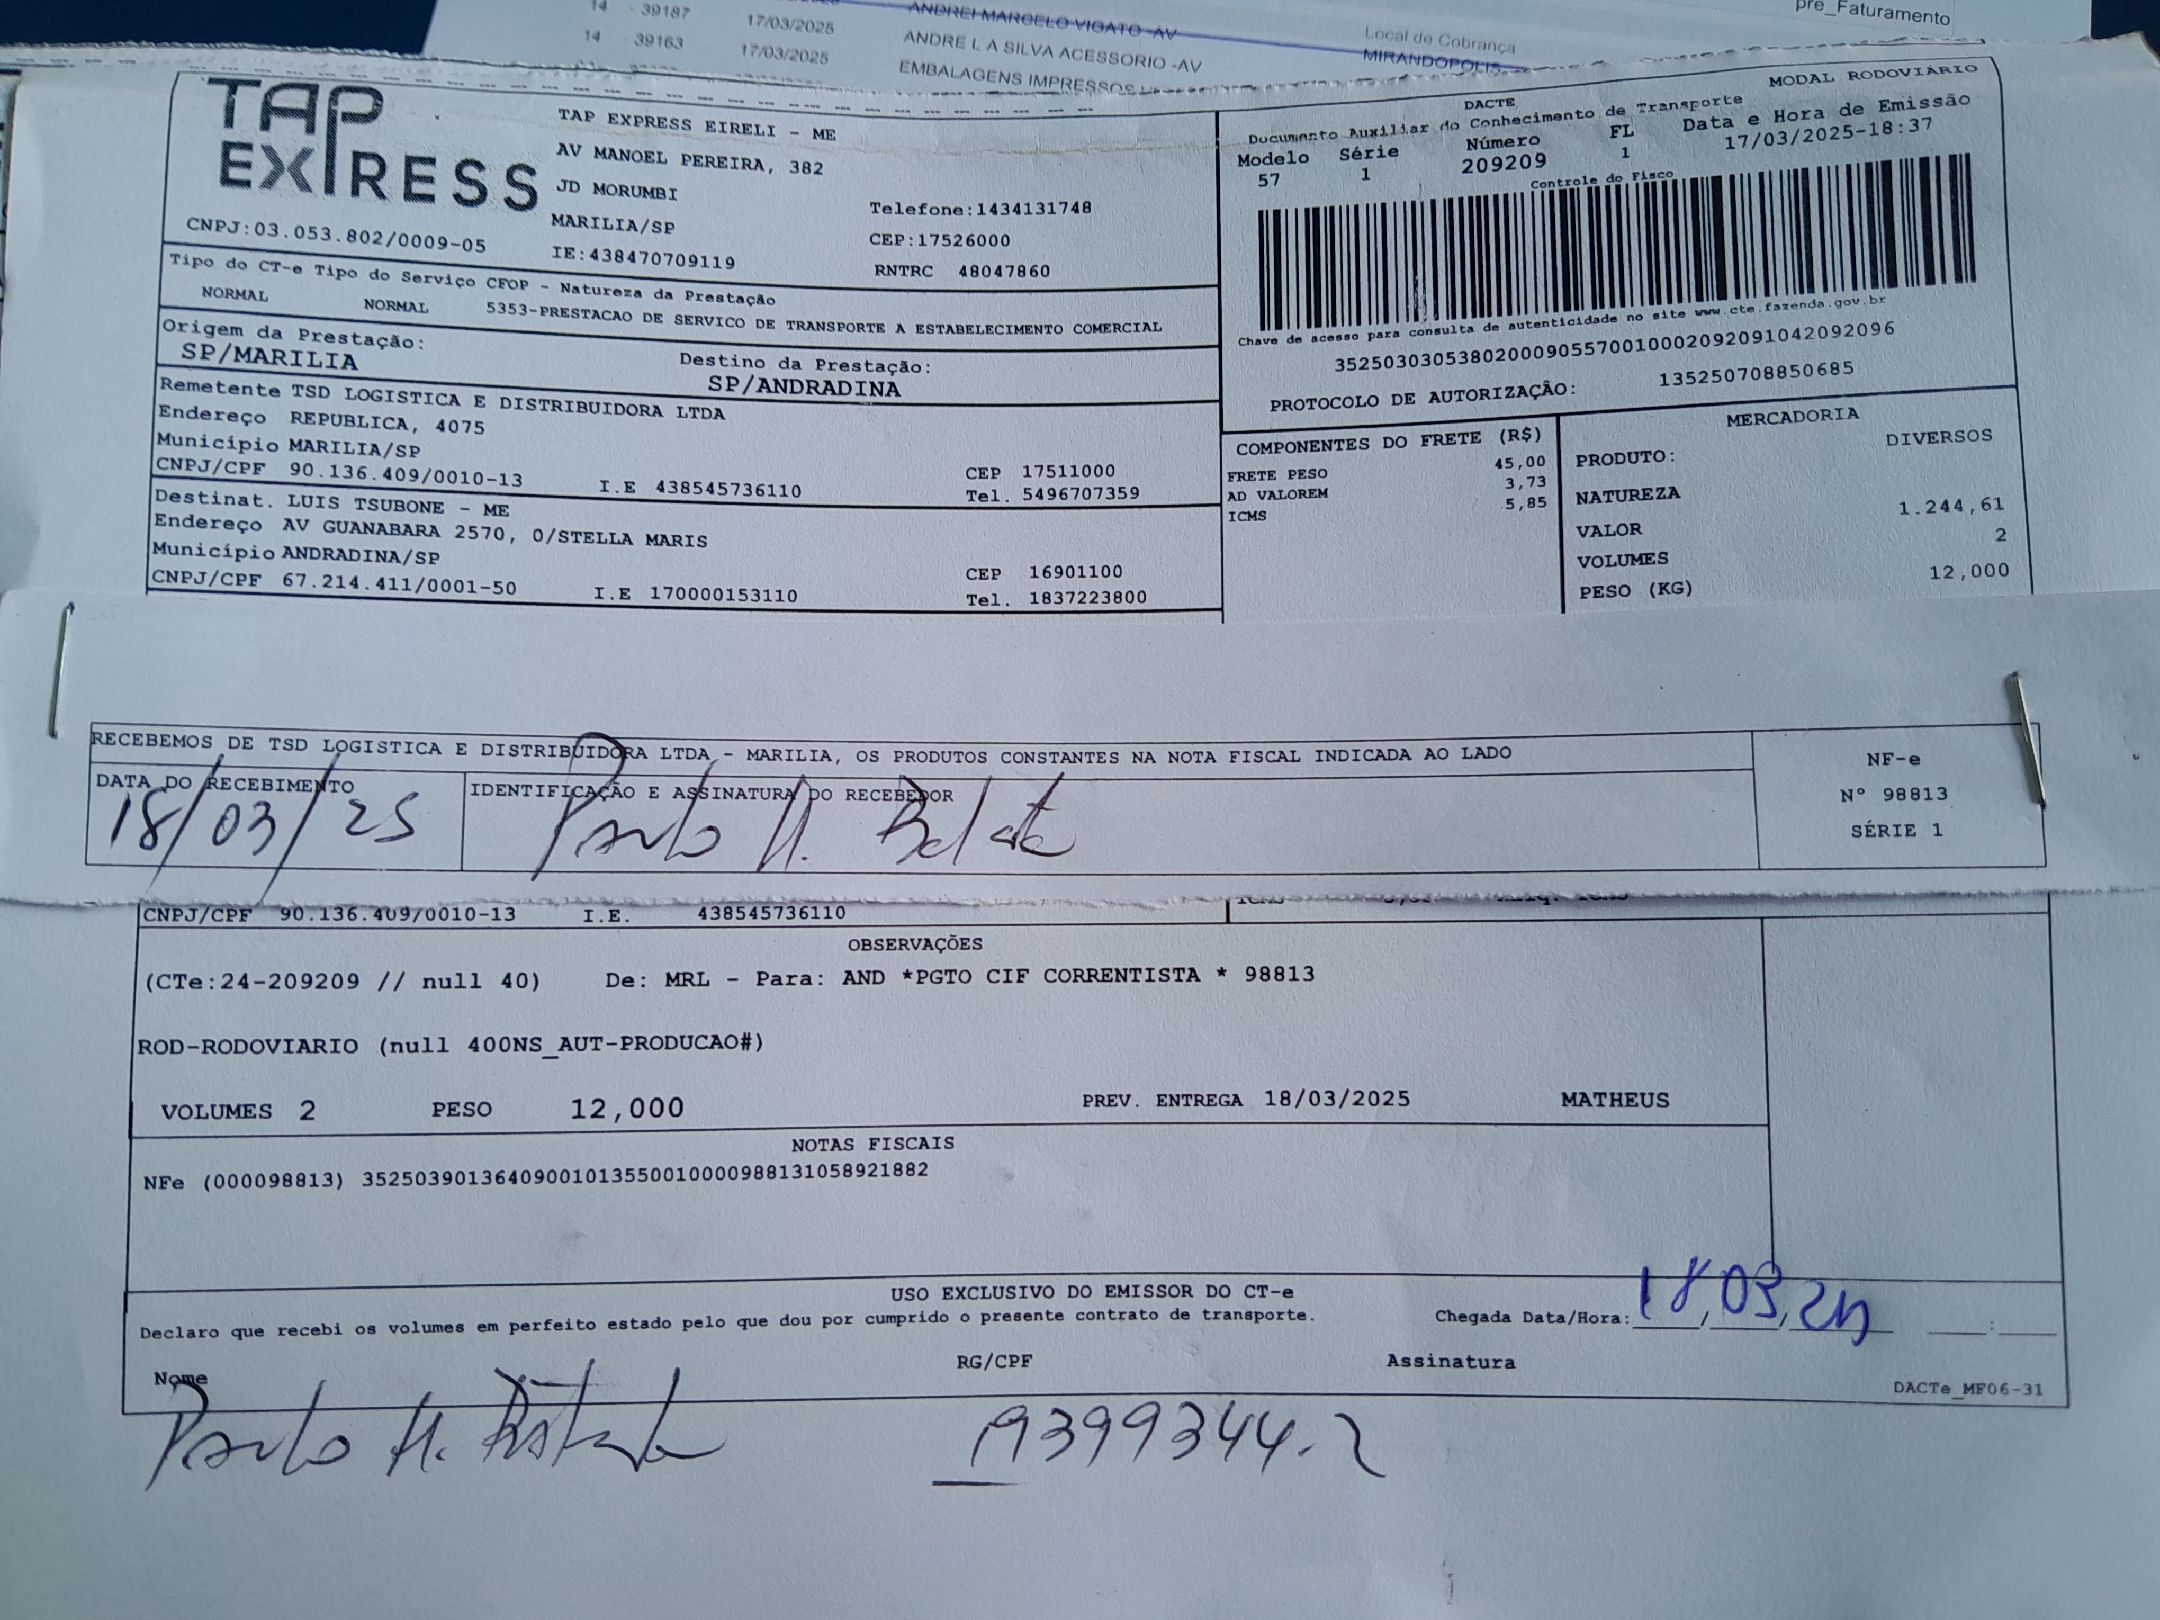 14 39187 17/03/2025 ANDREI MARCELO VIGATO -AV
14 39163 17/03/2025 ANDRE L A SILVA ACESSORIO -AV
EMBALAGENS IMPRESSOS
pre_Faturamento
Local de Cobrança
MIRANDOPOLIS
TAP EXPRESS
TAP EXPRESS EIRELI - ME
AV MANOEL PEREIRA, 382
JD MORUMBI
MARILIA/SP
IE:438470709119
Telefone:1434131748
CEP:17526000
RNTRC 48047860
CNPJ:03.053.802/0009-05
MODAL RODOVIÁRIO
DACTE
Documento Auxiliar do Conhecimento de Transporte
Modelo Série Número FL Data e Hora de Emissão
57 1 209209 1 17/03/2025-18:37
Controle do Fisco
Chave de acesso para consulta de autenticidade no site www.cte.fazenda.gov.br
35250303053802000905570010002092091042092096
PROTOCOLO DE AUTORIZAÇÃO: 135250708850685
Tipo do CT-e Tipo do Serviço CFOP - Natureza da Prestação
NORMAL NORMAL 5353-PRESTACAO DE SERVICO DE TRANSPORTE A ESTABELECIMENTO COMERCIAL
Origem da Prestação: Destino da Prestação:
SP/MARILIA SP/ANDRADINA
Remetente TSD LOGISTICA E DISTRIBUIDORA LTDA
Endereço REPUBLICA, 4075
Município MARILIA/SP CEP 17511000
CNPJ/CPF 90.136.409/0010-13 I.E 438545736110 Tel. 5496707359
Destinat. LUIS TSUBONE - ME
Endereço AV GUANABARA 2570, 0/STELLA MARIS
Município ANDRADINA/SP CEP 16901100
CNPJ/CPF 67.214.411/0001-50 I.E 170000153110 Tel. 1837223800
COMPONENTES DO FRETE (R$)
FRETE PESO 45,00
AD VALOREM 3,73
ICMS 5,85
MERCADORIA
PRODUTO: DIVERSOS
NATUREZA
VALOR 1.244,61
VOLUMES 2
PESO (KG) 12,000
RECEBEMOS DE TSD LOGISTICA E DISTRIBUIDORA LTDA - MARILIA, OS PRODUTOS CONSTANTES NA NOTA FISCAL INDICADA AO LADO
DATA DO RECEBIMENTO IDENTIFICAÇÃO E ASSINATURA DO RECEBEDOR
18/03/25 Paulo H.
NF-e
N° 98813
SÉRIE 1
CNPJ/CPF 90.136.409/0010-13 I.E. 438545736110
OBSERVAÇÕES
(CTe:24-209209 // null 40) De: MRL - Para: AND *PGTO CIF CORRENTISTA * 98813
ROD-RODOVIARIO (null 400NS_AUT-PRODUCAO#)
VOLUMES 2 PESO 12,000 PREV. ENTREGA 18/03/2025 MATHEUS
NOTAS FISCAIS
NFe (000098813) 35250390136409001013550010000988131058921882
USO EXCLUSIVO DO EMISSOR DO CT-e
Declaro que recebi os volumes em perfeito estado pelo que dou por cumprido o presente contrato de transporte. Chegada Data/Hora: 18/03/25 :
Nome RG/CPF Assinatura
DACTe_MF06-31
Paulo H. 19399344-2